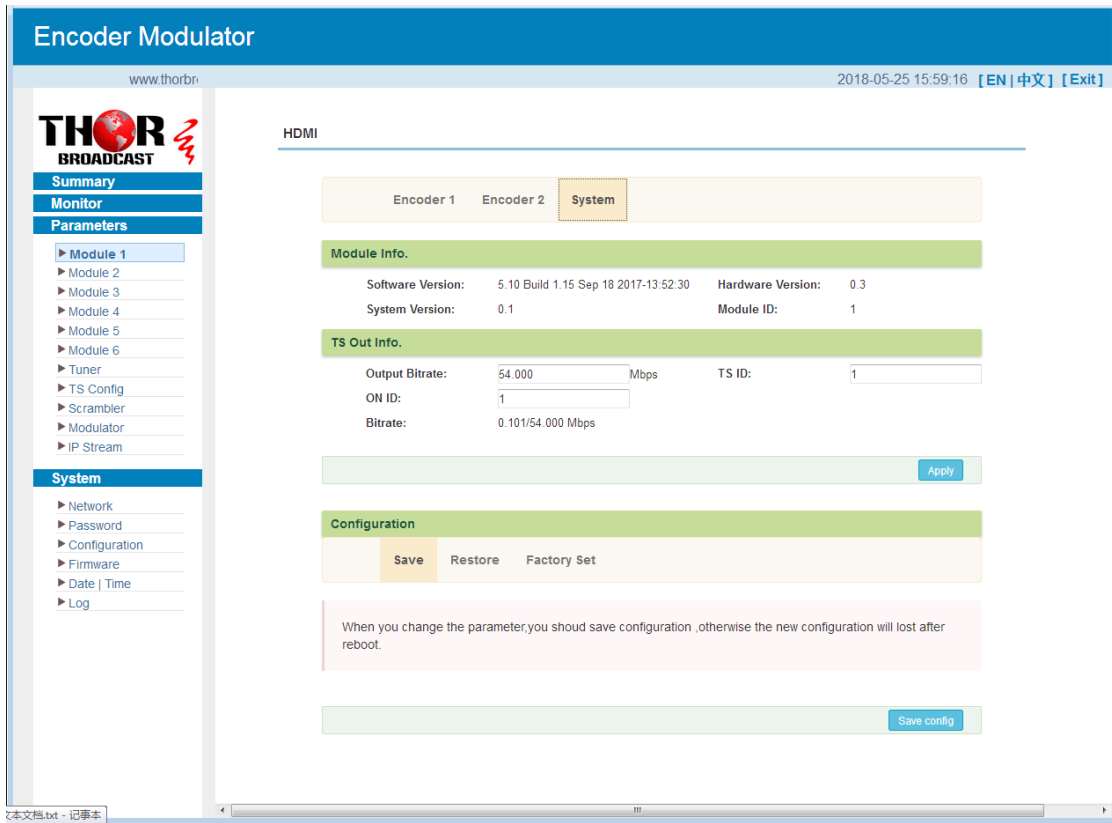 Encoder Modulator
www.thorbr
2018-05-25 15:59:16 [ EN | 中文 ] [ Exit ]
THOR
BROADCAST
HDMI
Summary
Monitor
Parameters
Module 1
Module 2
Module 3
Module 4
Module 5
Module 6
Tuner
TS Config
Scrambler
Modulator
IP Stream
System
Network
Password
Configuration
Firmware
Date | Time
Log
Encoder 1 Encoder 2 System
Module Info.
Software Version: 5.10 Build 1.15 Sep 18 2017-13:52:30 Hardware Version: 0.3
System Version: 0.1 Module ID: 1
TS Out Info.
Output Bitrate: 54.000 Mbps TS ID: 1
ON ID: 1
Bitrate: 0.101/54.000 Mbps
Apply
Configuration
Save Restore Factory Set
When you change the parameter,you shoud save configuration ,otherwise the new configuration will lost after
reboot.
Save config
文本文档.txt - 记事本